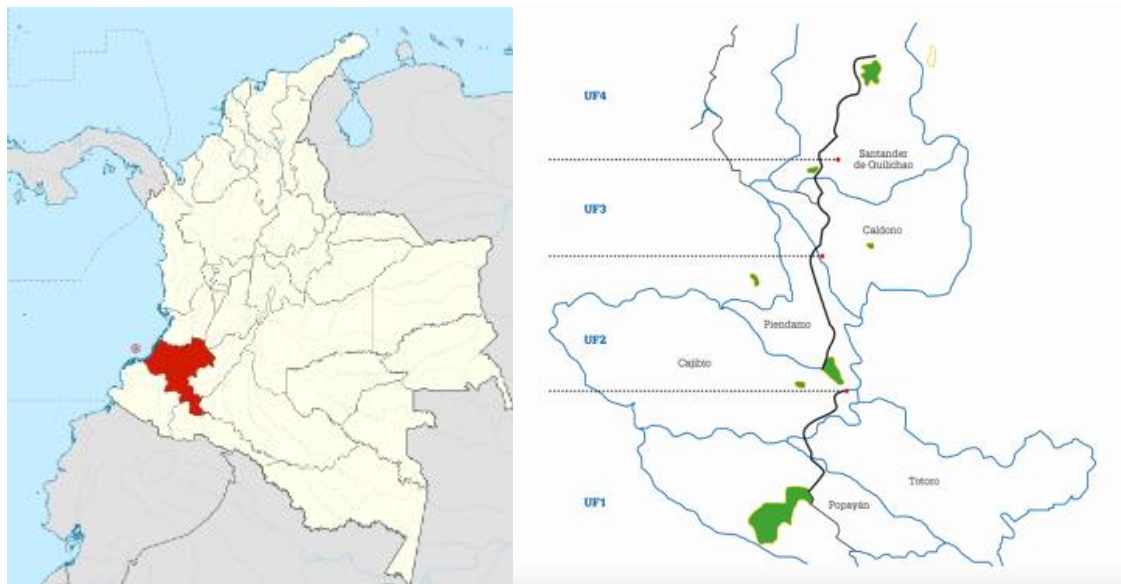 UF4
Santander
de Quilichao
UF3
Caldono
Piendamo
UF2
Cajibio
Totoro
UF1
Popayán